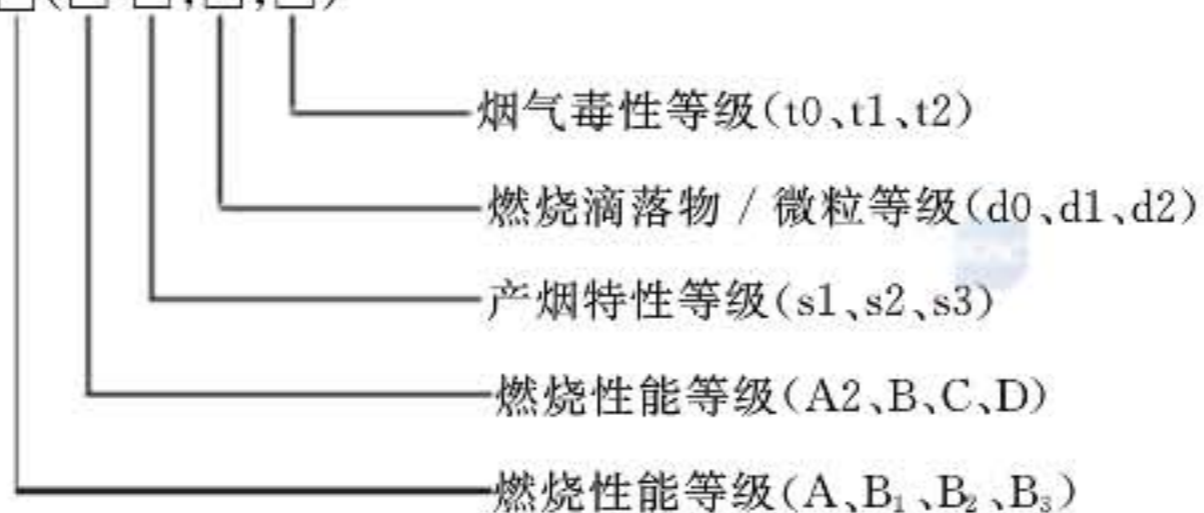 □(□-□,□,□)
烟气毒性等级(t0、t1、t2)
燃烧滴落物/微粒等级(d0、d1、d2)
产烟特性等级(s1、s2、s3)
燃烧性能等级(A2、B、C、D)
燃烧性能等级(A、B₁、B₂、B₃)